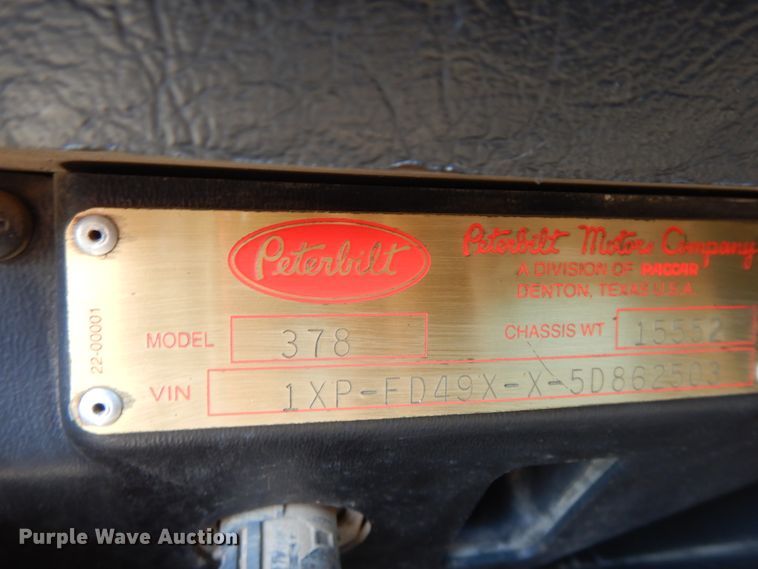 Peterbilt
Peterbilt Motors Company
A DIVISION OF PACCAR
DENTON, TEXAS U.S.A.
22-00001
MODEL 378 CHASSIS WT 15552
VIN 1XP-FD49X-X-5D862503
Purple Wave Auction